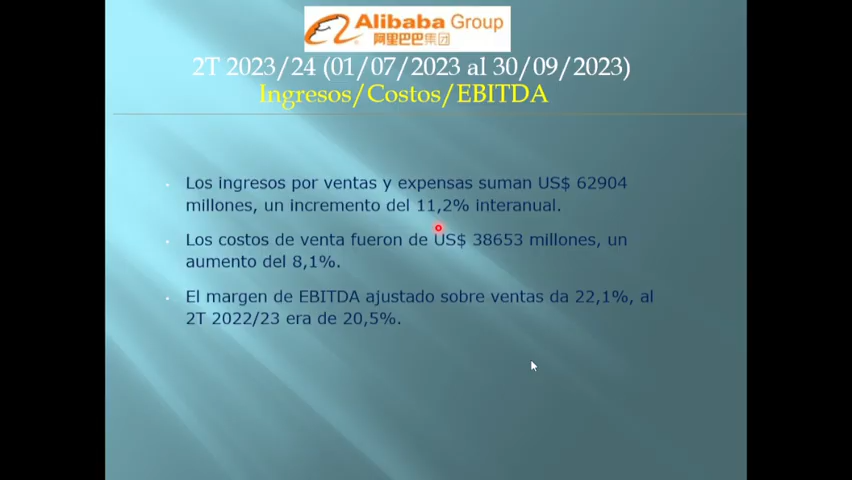 Alibaba Group
阿里巴巴集团
2T 2023/24 (01/07/2023 al 30/09/2023)
Ingresos/Costos/EBITDA
Los ingresos por ventas y expensas suman US$ 62904
millones, un incremento del 11,2% interanual.
Los costos de venta fueron de US$ 38653 millones, un
aumento del 8,1%.
El margen de EBITDA ajustado sobre ventas da 22,1%, al
2T 2022/23 era de 20,5%.